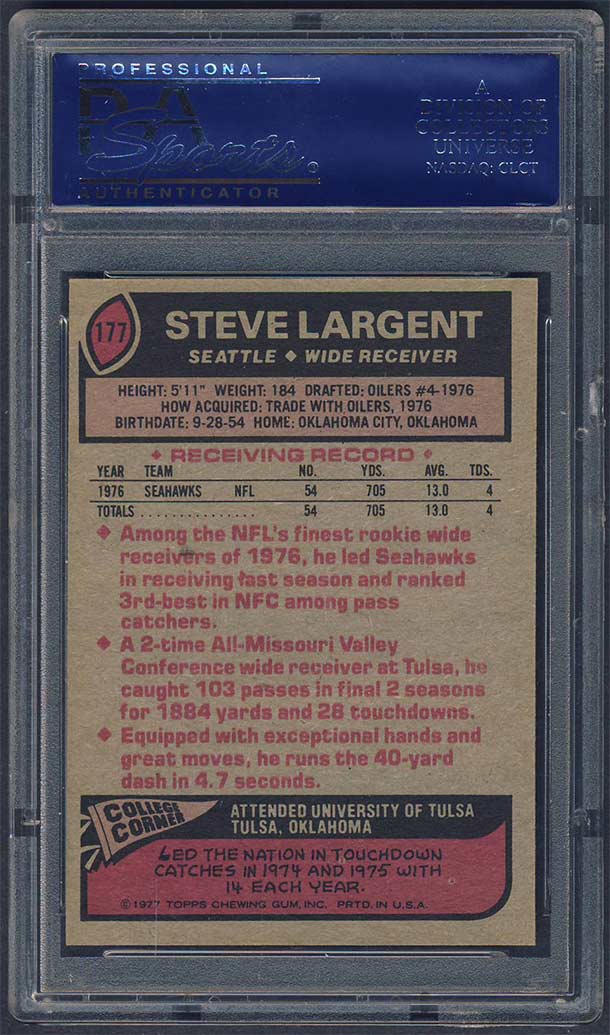 PROFESSIONAL
PSA
Sports®
AUTHENTICATOR
A
DIVISION OF
COLLECTORS
UNIVERSE
NASDAQ: CLCT
177
STEVE LARGENT
SEATTLE ◆ WIDE RECEIVER
HEIGHT: 5'11" WEIGHT: 184 DRAFTED: OILERS #4-1976
HOW ACQUIRED: TRADE WITH OILERS, 1976
BIRTHDATE: 9-28-54 HOME: OKLAHOMA CITY, OKLAHOMA
◆ RECEIVING RECORD ◆
YEAR TEAM NO. YDS. AVG. TDS.
1976 SEAHAWKS NFL 54 705 13.0 4
TOTALS . . . . . . . . . . . . . . . 54 705 13.0 4
◆ Among the NFL's finest rookie wide
receivers of 1976, he led Seahawks
in receiving last season and ranked
3rd-best in NFC among pass
catchers.
◆ A 2-time All-Missouri Valley
Conference wide receiver at Tulsa, he
caught 103 passes in final 2 seasons
for 1884 yards and 28 touchdowns.
◆ Equipped with exceptional hands and
great moves, he runs the 40-yard
dash in 4.7 seconds.
COLLEGE
CORNER
ATTENDED UNIVERSITY OF TULSA
TULSA, OKLAHOMA
LED THE NATION IN TOUCHDOWN
CATCHES IN 1974 AND 1975 WITH
14 EACH YEAR.
© 1977 TOPPS CHEWING GUM, INC. PRTD. IN U.S.A.